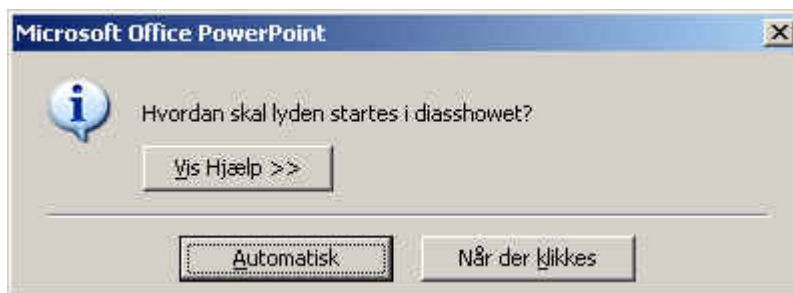 Microsoft Office PowerPoint
Hvordan skal lyden startes i diasshowet?
Vis Hjælp >>
Automatisk
Når der klikkes